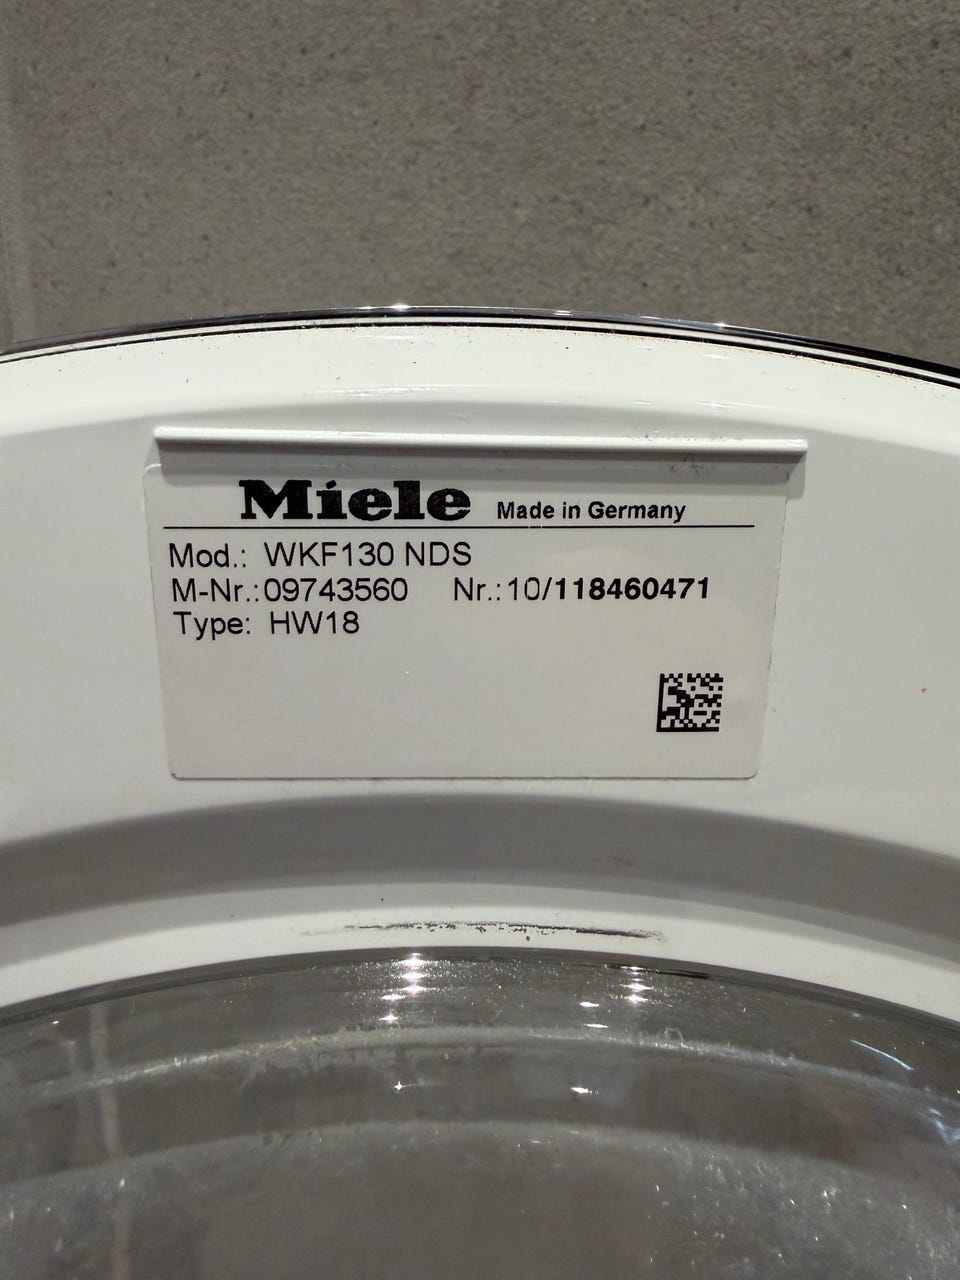 Miele Made in Germany
Mod.: WKF130 NDS
M-Nr.:09743560 Nr.:10/118460471
Type: HW18